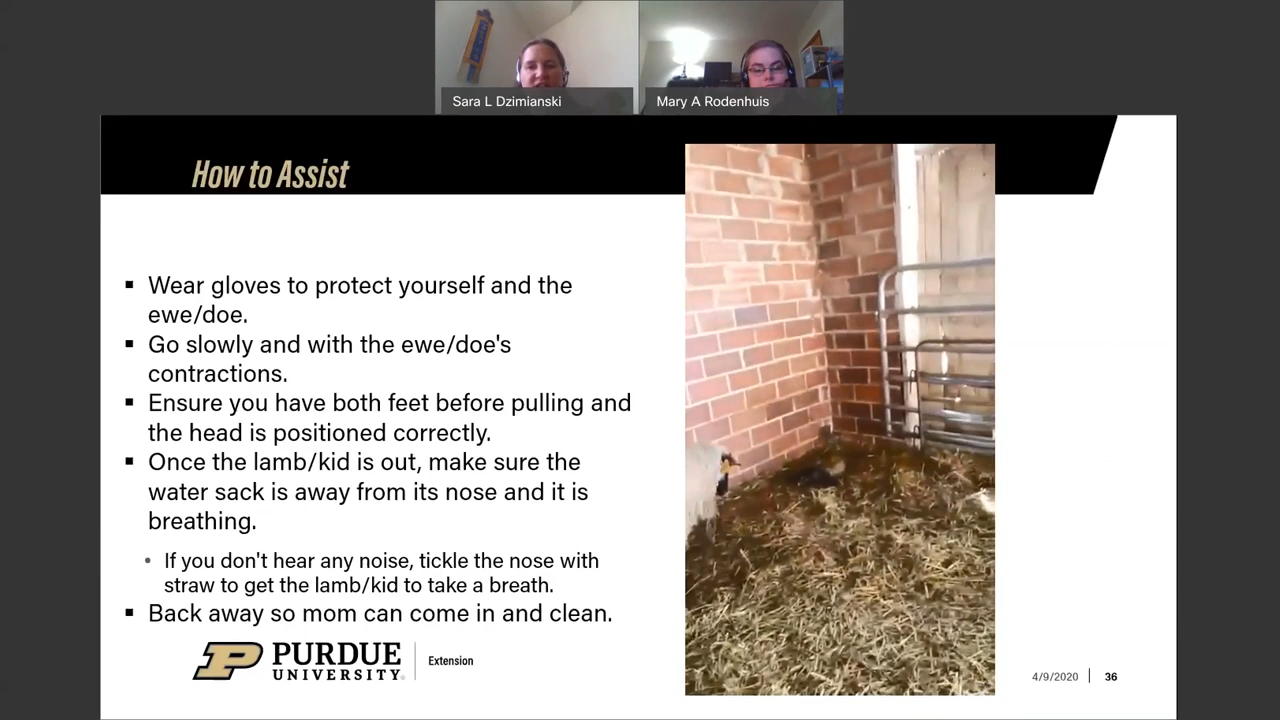 Sara L Dzimianski
Mary A Rodenhuis
How to Assist
▪ Wear gloves to protect yourself and the
ewe/doe.
▪ Go slowly and with the ewe/doe's
contractions.
▪ Ensure you have both feet before pulling and
the head is positioned correctly.
▪ Once the lamb/kid is out, make sure the
water sack is away from its nose and it is
breathing.
• If you don't hear any noise, tickle the nose with
straw to get the lamb/kid to take a breath.
▪ Back away so mom can come in and clean.
P PURDUE
UNIVERSITY®
Extension
4/9/2020 36